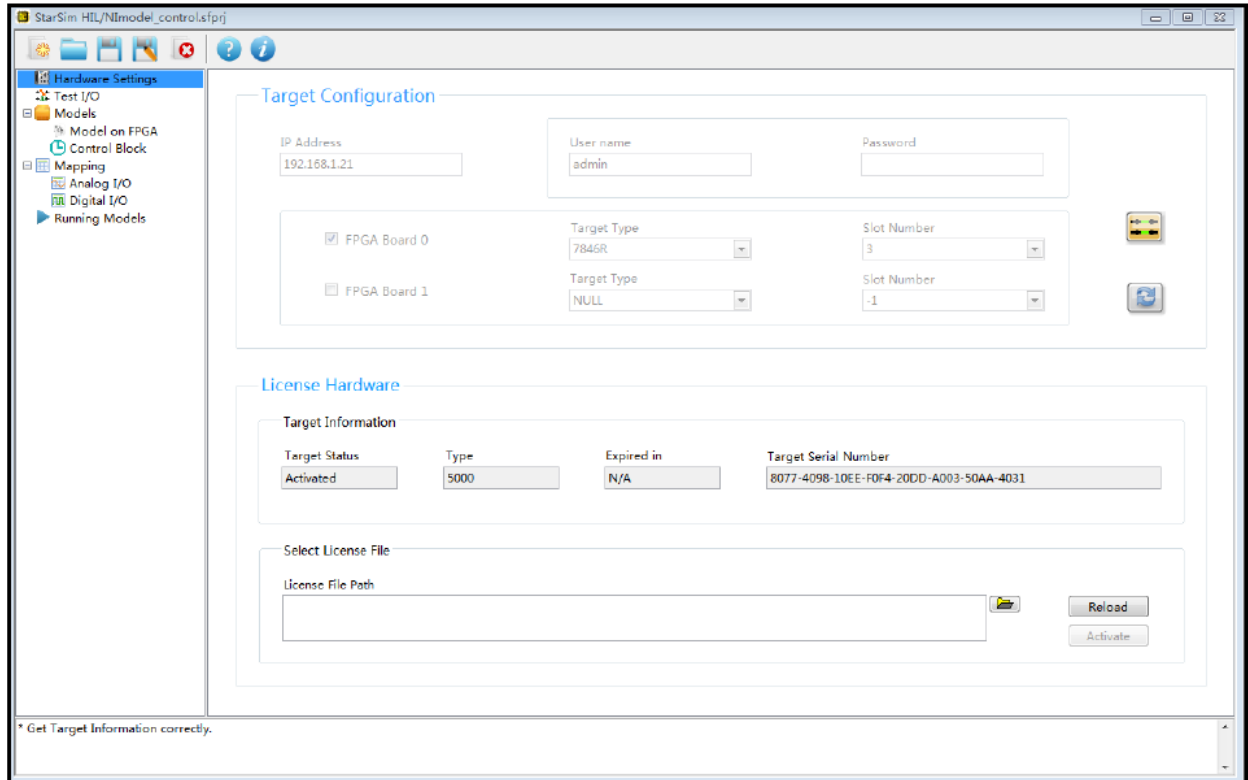 StarSim HIL/NImodel_control.sfprj
Hardware Settings
Test I/O
Models
Model on FPGA
Control Block
Mapping
Analog I/O
Digital I/O
Running Models
Target Configuration
IP Address
192.168.1.21
User name
admin
Password
FPGA Board 0
Target Type
7846R
Slot Number
3
FPGA Board 1
Target Type
NULL
Slot Number
-1
License Hardware
Target Information
Target Status
Activated
Type
5000
Expired in
N/A
Target Serial Number
8077-4098-10EE-F0F4-20DD-A003-50AA-4031
Select License File
License File Path
Reload
Activate
* Get Target Information correctly.